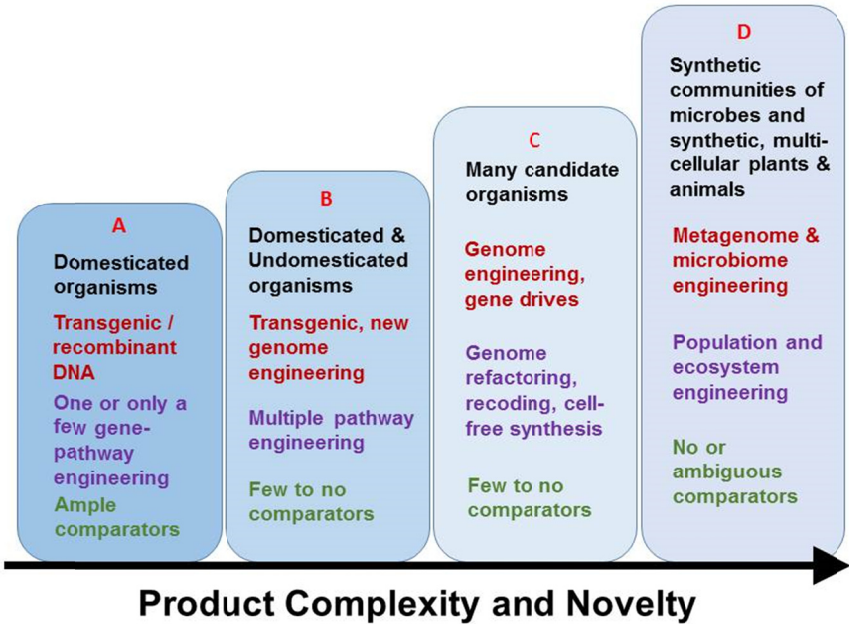 A
Domesticated
organisms
Transgenic /
recombinant
DNA
One or only a
few gene-
pathway
engineering
Ample
comparators
B
Domesticated &
Undomesticated
organisms
Transgenic, new
genome
engineering
Multiple pathway
engineering
Few to no
comparators
C
Many candidate
organisms
Genome
engineering,
gene drives
Genome
refactoring,
recoding, cell-
free synthesis
Few to no
comparators
D
Synthetic
communities of
microbes and
synthetic, multi-
cellular plants &
animals
Metagenome &
microbiome
engineering
Population and
ecosystem
engineering
No or
ambiguous
comparators
Product Complexity and Novelty